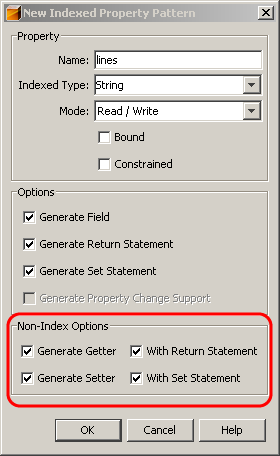 New Indexed Property Pattern
Property
Name: lines
Indexed Type: String
Mode: Read / Write
Bound
Constrained
Options
Generate Field
Generate Return Statement
Generate Set Statement
Generate Property Change Support
Non-Index Options
Generate Getter With Return Statement
Generate Setter With Set Statement
OK Cancel Help